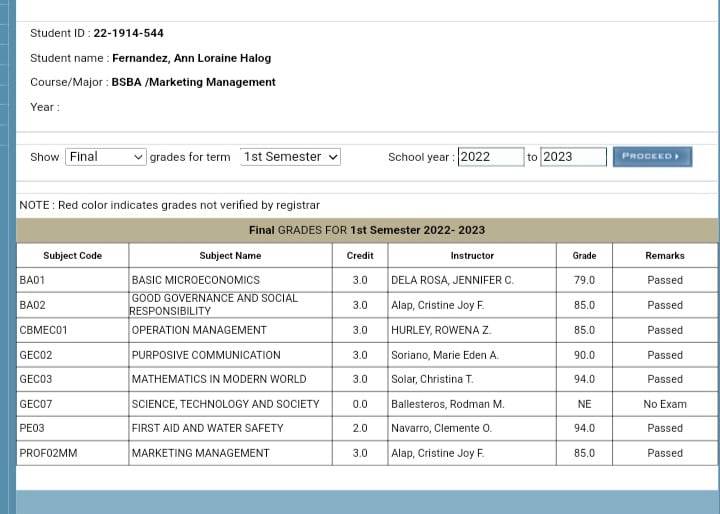 Student ID : 22-1914-544
Student name : Fernandez, Ann Loraine Halog
Course/Major : BSBA /Marketing Management
Year :
Show Final grades for term 1st Semester School year : 2022 to 2023 PROCEED
NOTE : Red color indicates grades not verified by registrar
Final GRADES FOR 1st Semester 2022- 2023
Subject Code Subject Name Credit Instructor Grade Remarks
BA01 BASIC MICROECONOMICS 3.0 DELA ROSA, JENNIFER C. 79.0 Passed
BA02 GOOD GOVERNANCE AND SOCIAL RESPONSIBILITY 3.0 Alap, Cristine Joy F. 85.0 Passed
CBMEC01 OPERATION MANAGEMENT 3.0 HURLEY, ROWENA Z. 85.0 Passed
GEC02 PURPOSIVE COMMUNICATION 3.0 Soriano, Marie Eden A. 90.0 Passed
GEC03 MATHEMATICS IN MODERN WORLD 3.0 Solar, Christina T. 94.0 Passed
GEC07 SCIENCE, TECHNOLOGY AND SOCIETY 0.0 Ballesteros, Rodman M. NE No Exam
PE03 FIRST AID AND WATER SAFETY 2.0 Navarro, Clemente O. 94.0 Passed
PROF02MM MARKETING MANAGEMENT 3.0 Alap, Cristine Joy F. 85.0 Passed